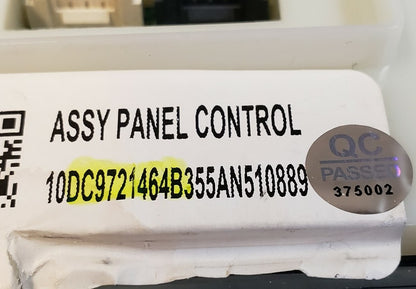 ASSY PANEL CONTROL
10DC9721464B355AN510889
QC
PASSED
375002